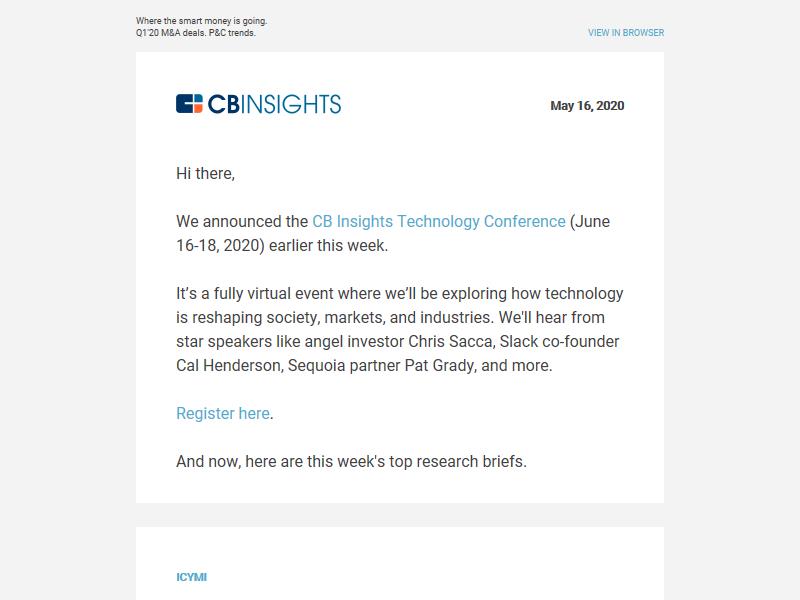 Where the smart money is going.
Q1'20 M&A deals. P&C trends.
VIEW IN BROWSER
CBINSIGHTS
May 16, 2020
Hi there,
We announced the CB Insights Technology Conference (June
16-18, 2020) earlier this week.
It’s a fully virtual event where we’ll be exploring how technology
is reshaping society, markets, and industries. We'll hear from
star speakers like angel investor Chris Sacca, Slack co-founder
Cal Henderson, Sequoia partner Pat Grady, and more.
Register here.
And now, here are this week's top research briefs.
ICYMI